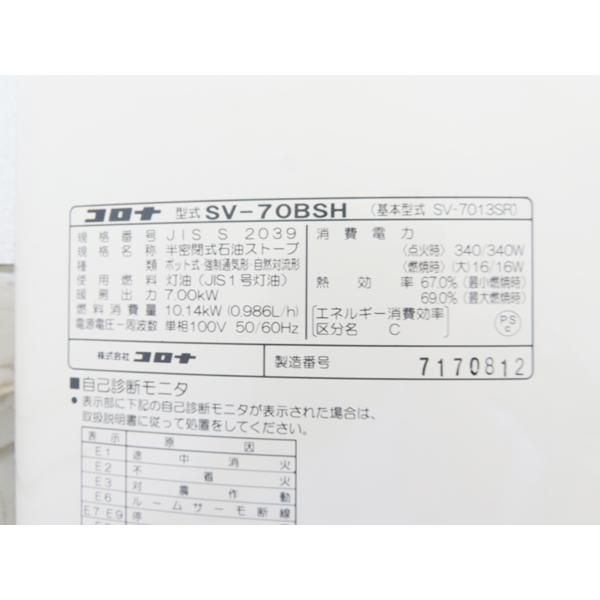 コロナ 型式 SV-70BSH (基本型式 SV-7013SR)
規格番号 JIS S 2039
規格名称 半密閉式石油ストーブ
種類 ポット式・強制通気形・自然対流形
使用燃料 灯油(JIS1号灯油)
暖房出力 7.00kW
燃料消費量 10.14kW (0.986L/h)
電源電圧-周波数 単相100V 50/60Hz
消費電力
(点火時) 340/340W
(燃焼時) (大)16/16W
熱効率 67.0% (最小燃焼時)
69.0% (最大燃焼時)
[エネルギー消費効率]
[区分名 C]
PS
C
株式会社 コロナ 製造番号 7170812
■自己診断モニタ
● 表示部に下記の自己診断モニタが表示された場合は、
取扱説明書に従って処置をしてください。
表示 原因
E1 途中消火
E2 不着火
E3 対震作動
E6 ルームサーモ断線
E7・E9 停